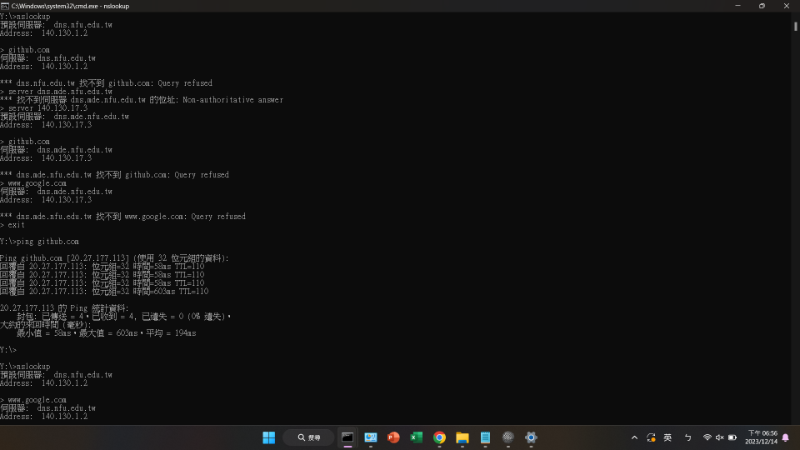 C:\Windows\system32\cmd.exe - nslookup
Y:\>nslookup
預設伺服器:  dns.nfu.edu.tw
Address:  140.130.1.2
> github.com
伺服器:  dns.nfu.edu.tw
Address:  140.130.1.2
*** dns.nfu.edu.tw 找不到 github.com: Query refused
> server dns.mde.nfu.edu.tw
*** 找不到伺服器 dns.mde.nfu.edu.tw 的位址: Non-authoritative answer
> server 140.130.17.3
預設伺服器:  dns.mde.nfu.edu.tw
Address:  140.130.17.3
> github.com
伺服器:  dns.mde.nfu.edu.tw
Address:  140.130.17.3
*** dns.mde.nfu.edu.tw 找不到 github.com: Query refused
> www.google.com
伺服器:  dns.mde.nfu.edu.tw
Address:  140.130.17.3
*** dns.mde.nfu.edu.tw 找不到 www.google.com: Query refused
> exit
Y:\>ping github.com
Ping github.com [20.27.177.113] (使用 32 位元組的資料):
回覆自 20.27.177.113: 位元組=32 時間=58ms TTL=110
回覆自 20.27.177.113: 位元組=32 時間=58ms TTL=110
回覆自 20.27.177.113: 位元組=32 時間=58ms TTL=110
回覆自 20.27.177.113: 位元組=32 時間=603ms TTL=110
20.27.177.113 的 Ping 統計資料:
封包: 已傳送 = 4，已收到 = 4, 已遺失 = 0 (0% 遺失)，
大約的來回時間 (毫秒):
最小值 = 58ms，最大值 = 603ms，平均 = 194ms
Y:\>
Y:\>nslookup
預設伺服器:  dns.nfu.edu.tw
Address:  140.130.1.2
> www.google.com
伺服器:  dns.nfu.edu.tw
Address:  140.130.1.2
搜尋
英
ㄅ
下午 06:56
2023/12/14